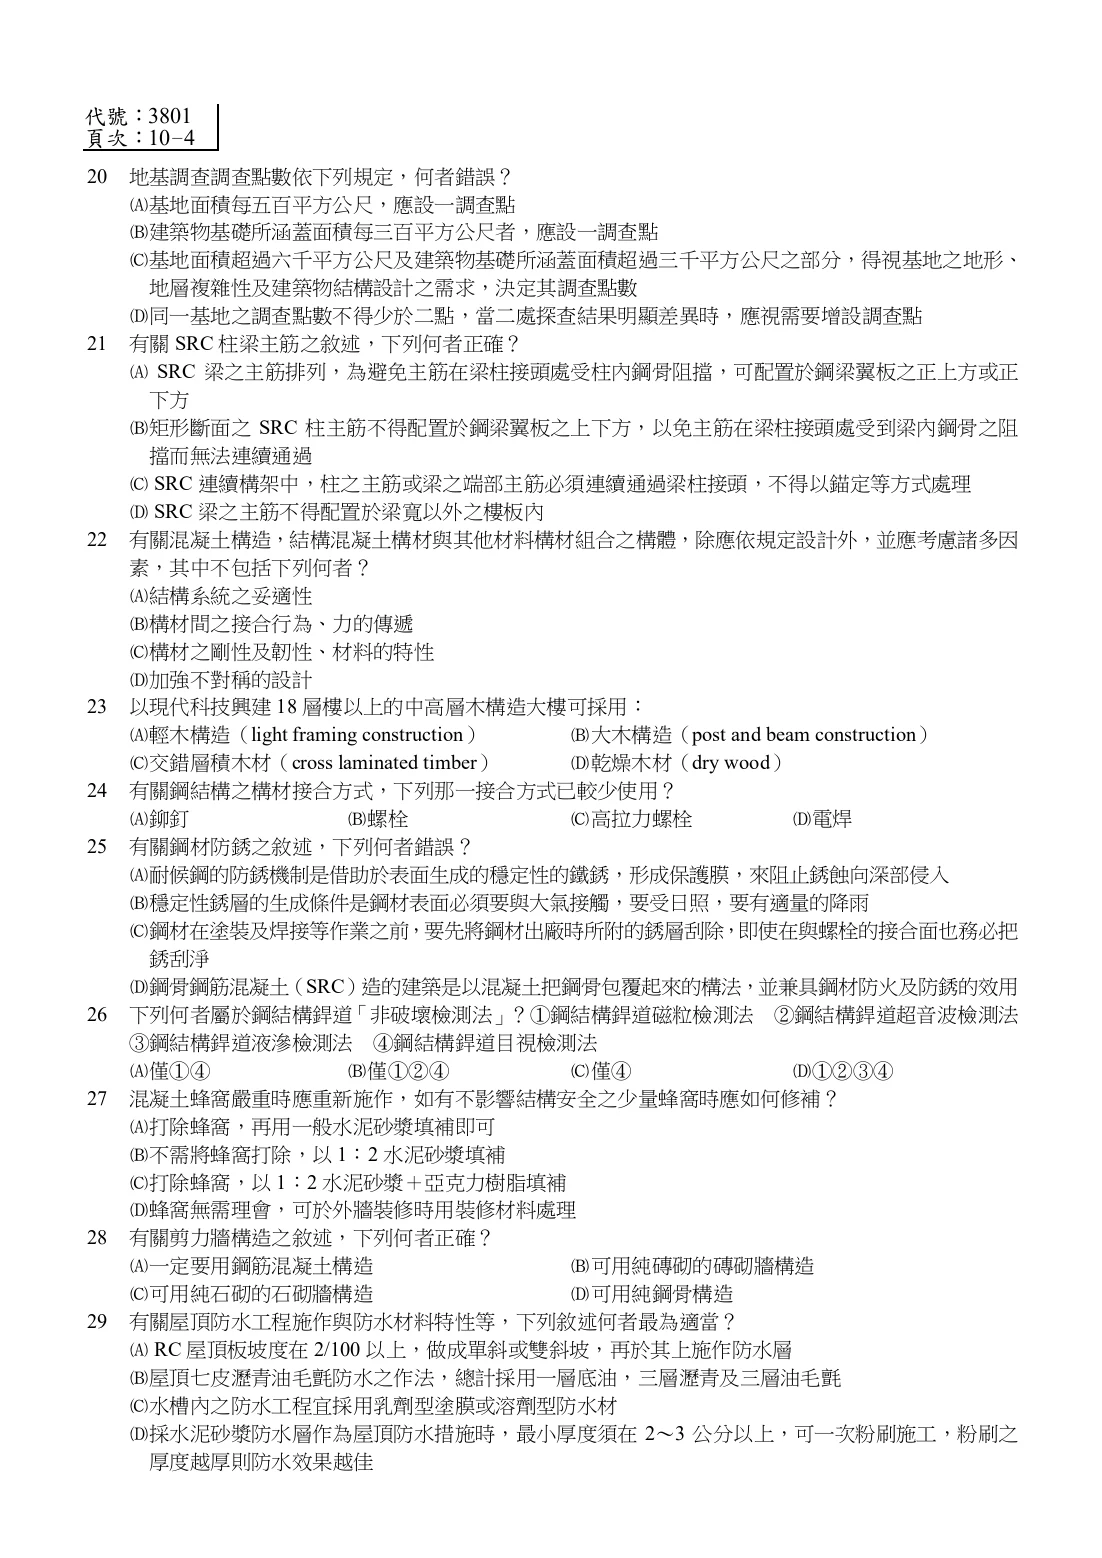 代號：3801
頁次：10－4
20 地基調查調查點數依下列規定，何者錯誤？
(A)基地面積每五百平方公尺，應設一調查點
(B)建築物基礎所涵蓋面積每三百平方公尺者，應設一調查點
(C)基地面積超過六千平方公尺及建築物基礎所涵蓋面積超過三千平方公尺之部分，得視基地之地形、
地層複雜性及建築物結構設計之需求，決定其調查點數
(D)同一基地之調查點數不得少於二點，當二處探查結果明顯差異時，應視需要增設調查點
21 有關 SRC 柱梁主筋之敘述，下列何者正確？
(A) SRC 梁之主筋排列，為避免主筋在梁柱接頭處受柱內鋼骨阻擋，可配置於鋼梁翼板之正上方或正
下方
(B)矩形斷面之 SRC 柱主筋不得配置於鋼梁翼板之上下方，以免主筋在梁柱接頭處受到梁內鋼骨之阻
擋而無法連續通過
(C) SRC 連續構架中，柱之主筋或梁之端部主筋必須連續通過梁柱接頭，不得以錨定等方式處理
(D) SRC 梁之主筋不得配置於梁寬以外之樓板內
22 有關混凝土構造，結構混凝土構材與其他材料構材組合之構體，除應依規定設計外，並應考慮諸多因
素，其中不包括下列何者？
(A)結構系統之妥適性
(B)構材間之接合行為、力的傳遞
(C)構材之剛性及韌性、材料的特性
(D)加強不對稱的設計
23 以現代科技興建 18 層樓以上的中高層木構造大樓可採用：
(A)輕木構造（light framing construction） (B)大木構造（post and beam construction）
(C)交錯層積木材（cross laminated timber） (D)乾燥木材（dry wood）
24 有關鋼結構之構材接合方式，下列那一接合方式已較少使用？
(A)鉚釘 (B)螺栓 (C)高拉力螺栓 (D)電焊
25 有關鋼材防銹之敘述，下列何者錯誤？
(A)耐候鋼的防銹機制是借助於表面生成的穩定性的鐵銹，形成保護膜，來阻止銹蝕向深部侵入
(B)穩定性銹層的生成條件是鋼材表面必須要與大氣接觸，要受日照，要有適量的降雨
(C)鋼材在塗裝及焊接等作業之前，要先將鋼材出廠時所附的銹層刮除，即使在與螺栓的接合面也務必把
銹刮淨
(D)鋼骨鋼筋混凝土（SRC）造的建築是以混凝土把鋼骨包覆起來的構法，並兼具鋼材防火及防銹的效用
26 下列何者屬於鋼結構銲道「非破壞檢測法」？①鋼結構銲道磁粒檢測法 ②鋼結構銲道超音波檢測法
③鋼結構銲道液滲檢測法 ④鋼結構銲道目視檢測法
(A)僅①④ (B)僅①②④ (C)僅④ (D)①②③④
27 混凝土蜂窩嚴重時應重新施作，如有不影響結構安全之少量蜂窩時應如何修補？
(A)打除蜂窩，再用一般水泥砂漿填補即可
(B)不需將蜂窩打除，以 1：2 水泥砂漿填補
(C)打除蜂窩，以 1：2 水泥砂漿＋亞克力樹脂填補
(D)蜂窩無需理會，可於外牆裝修時用裝修材料處理
28 有關剪力牆構造之敘述，下列何者正確？
(A)一定要用鋼筋混凝土構造 (B)可用純磚砌的磚砌牆構造
(C)可用純石砌的石砌牆構造 (D)可用純鋼骨構造
29 有關屋頂防水工程施作與防水材料特性等，下列敘述何者最為適當？
(A) RC 屋頂板坡度在 2/100 以上，做成單斜或雙斜坡，再於其上施作防水層
(B)屋頂七皮瀝青油毛氈防水之作法，總計採用一層底油，三層瀝青及三層油毛氈
(C)水槽內之防水工程宜採用乳劑型塗膜或溶劑型防水材
(D)採水泥砂漿防水層作為屋頂防水措施時，最小厚度須在 2～3 公分以上，可一次粉刷施工，粉刷之
厚度越厚則防水效果越佳